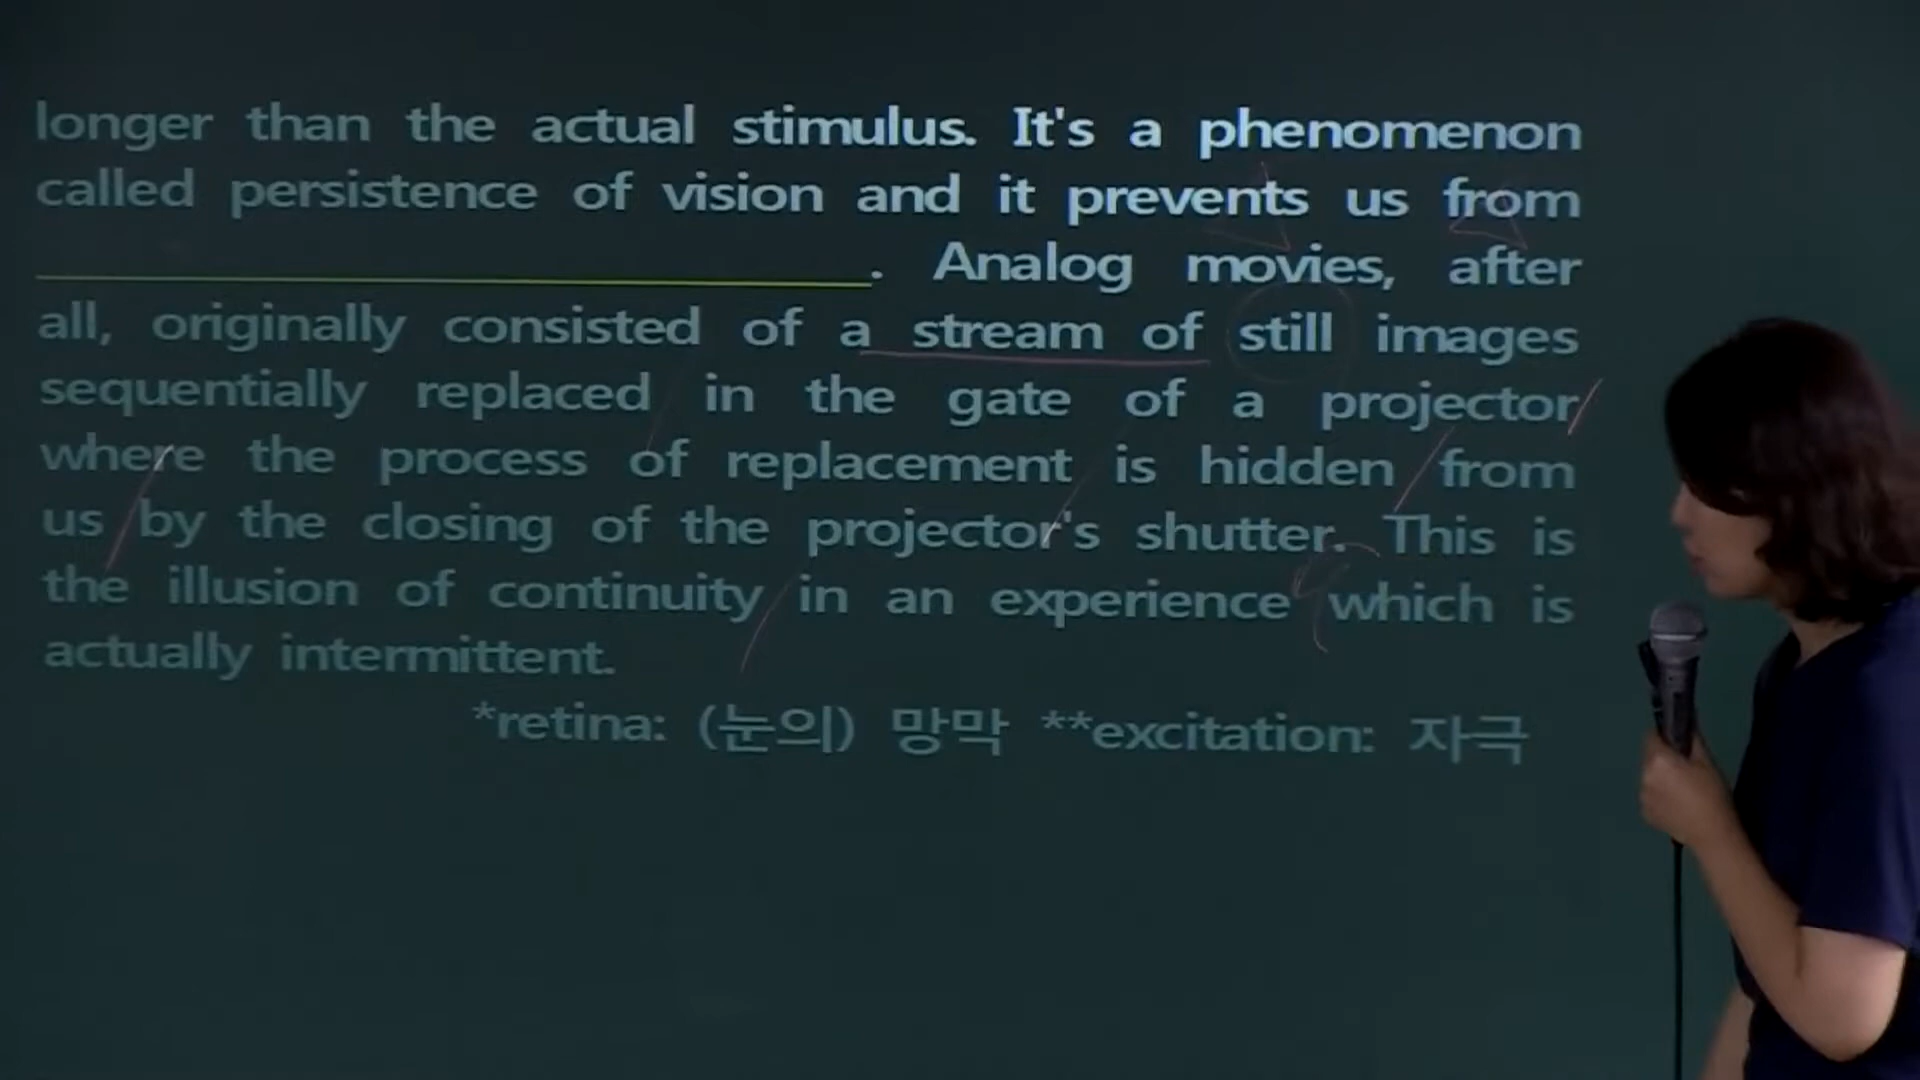 longer than the actual stimulus. It's a phenomenon
called persistence of vision and it prevents us from
. Analog movies, after
all, originally consisted of a stream of still images
sequentially replaced in the gate of a projector
where the process of replacement is hidden from
us by the closing of the projector's shutter. This is
the illusion of continuity in an experience which is
actually intermittent.
*retina: (눈의) 망막 **excitation: 자극